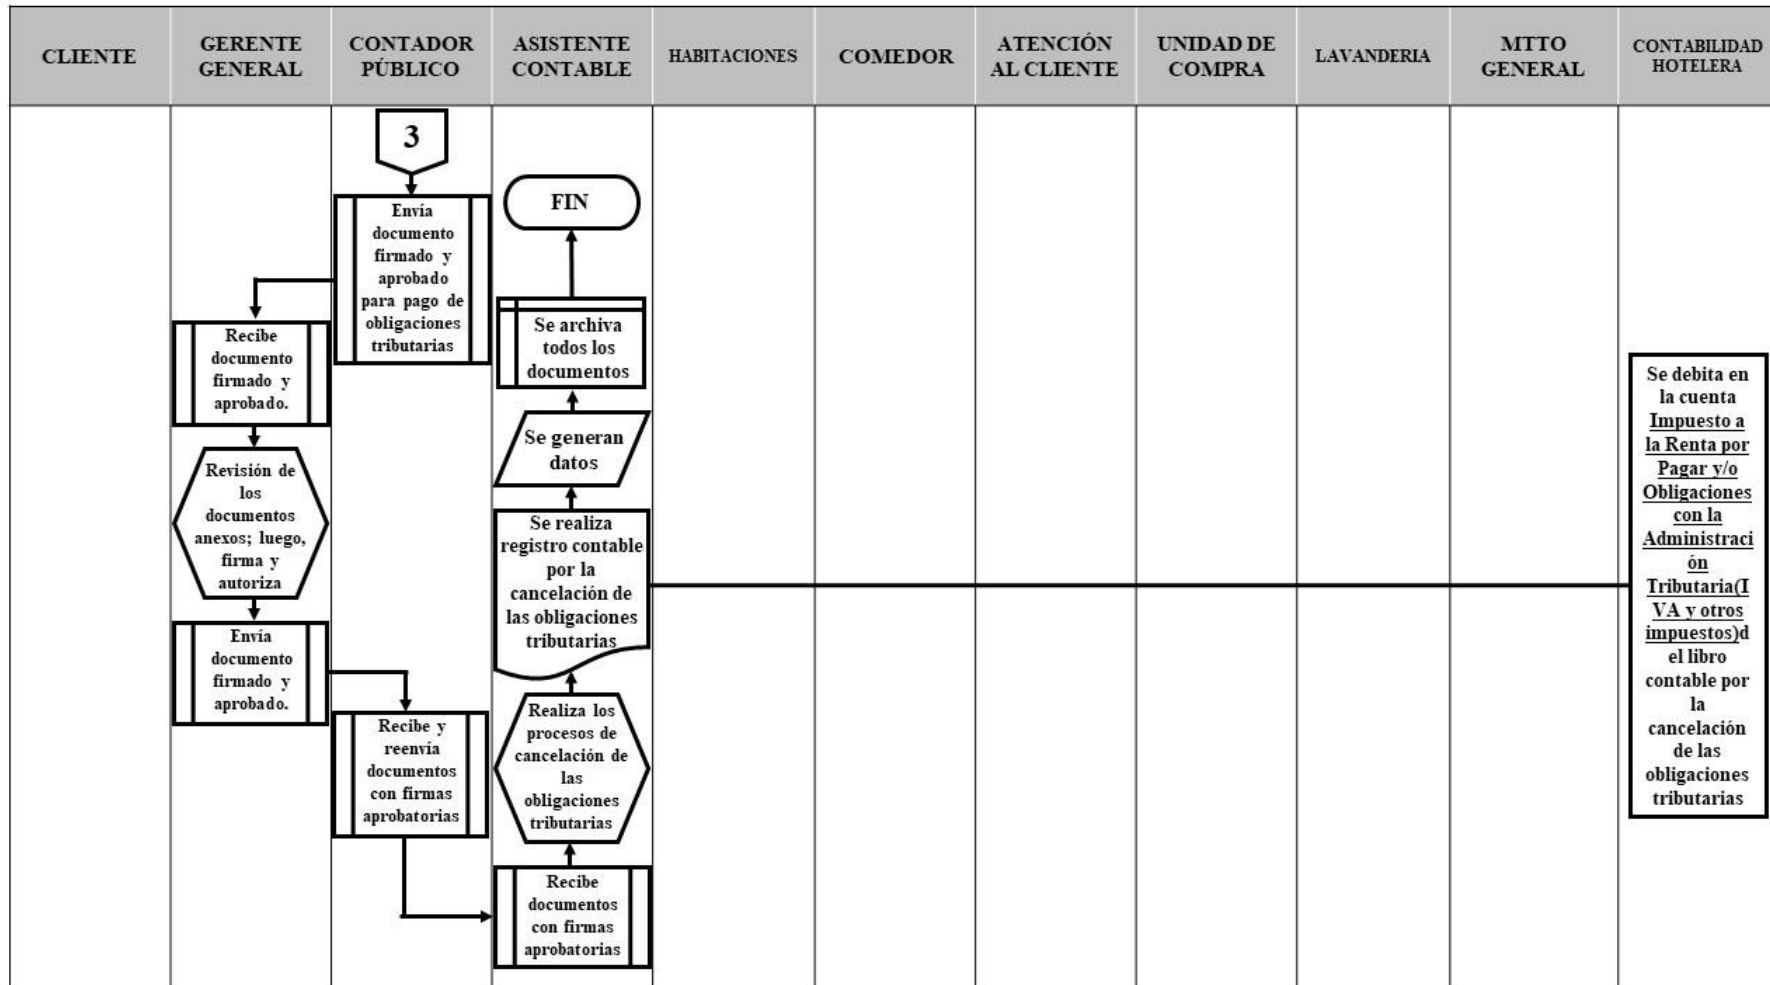 CLIENTE
GERENTE
GENERAL
CONTADOR
PÚBLICO
ASISTENTE
CONTABLE
HABITACIONES
COMEDOR
ATENCIÓN
AL CLIENTE
UNIDAD DE
COMPRA
LAVANDERIA
MTTO
GENERAL
CONTABILIDAD
HOTELERA
3
Envía
documento
firmado y
aprobado
para pago de
obligaciones
tributarias
Recibe
documento
firmado y
aprobado.
Revisión de
los
documentos
anexos; luego,
firma y
autoriza
Envía
documento
firmado y
aprobado.
Recibe y
reenvía
documentos
con firmas
aprobatorias
Recibe
documentos
con firmas
aprobatorias
Realiza los
procesos de
cancelación de
las
obligaciones
tributarias
Se realiza
registro contable
por la
cancelación de
las obligaciones
tributarias
Se generan
datos
Se archiva
todos los
documentos
FIN
Se debita en
la cuenta
Impuesto a
la Renta por
Pagar y/o
Obligaciones
con la
Administraci
ón
Tributaria(I
VA y otros
impuestos)d
el libro
contable por
la
cancelación
de las
obligaciones
tributarias